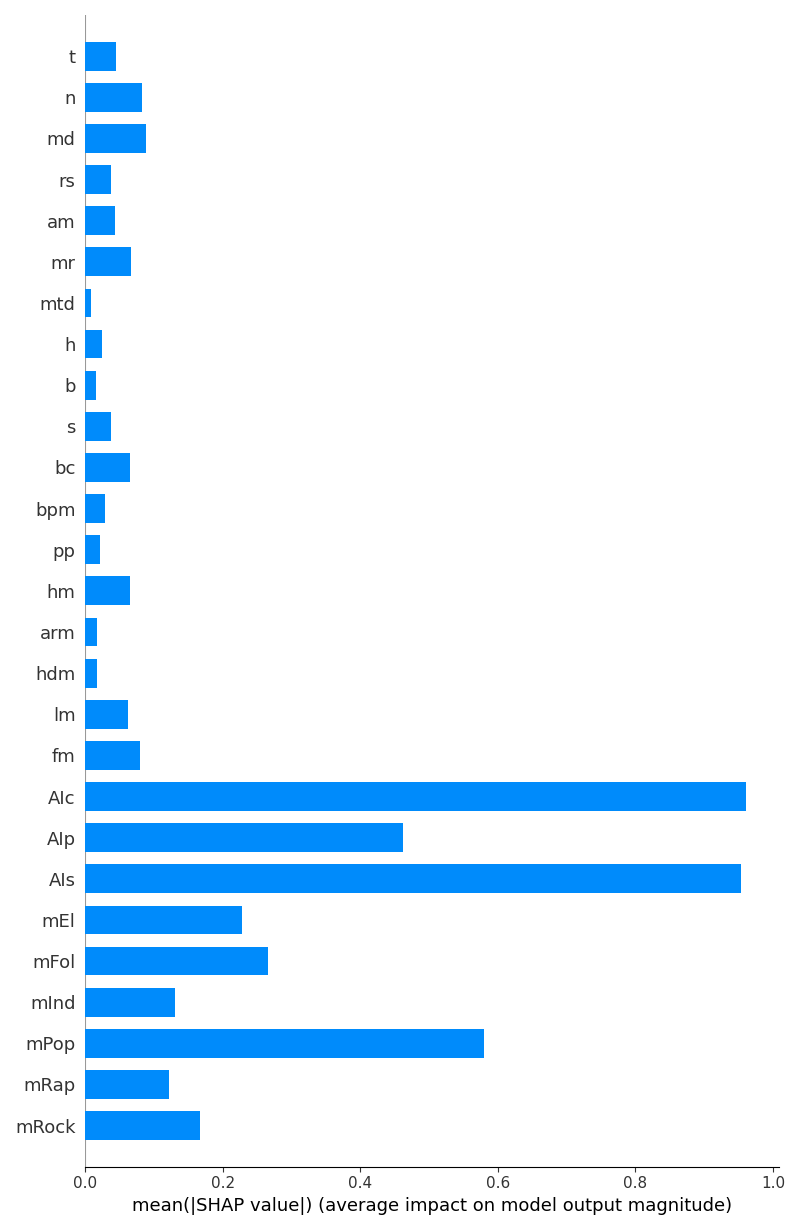 t
n
md
rs
am
mr
mtd
h
b
s
bc
bpm
pp
hm
arm
hdm
lm
fm
AIc
AIp
AIs
mEl
mFol
mInd
mPop
mRap
mRock
0.0 0.2 0.4 0.6 0.8 1.0
mean(|SHAP value|) (average impact on model output magnitude)